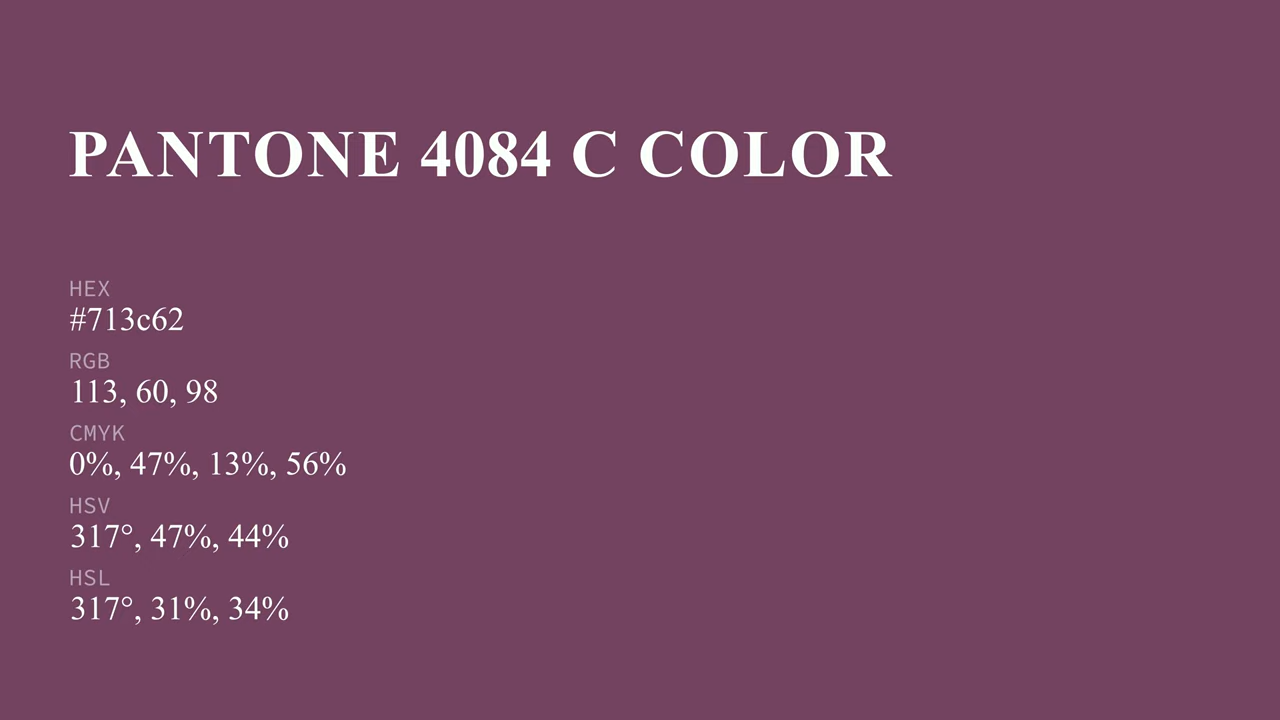 PANTONE 4084 C COLOR
HEX
#713c62
RGB
113, 60, 98
CMYK
0%, 47%, 13%, 56%
HSV
317°, 47%, 44%
HSL
317°, 31%, 34%